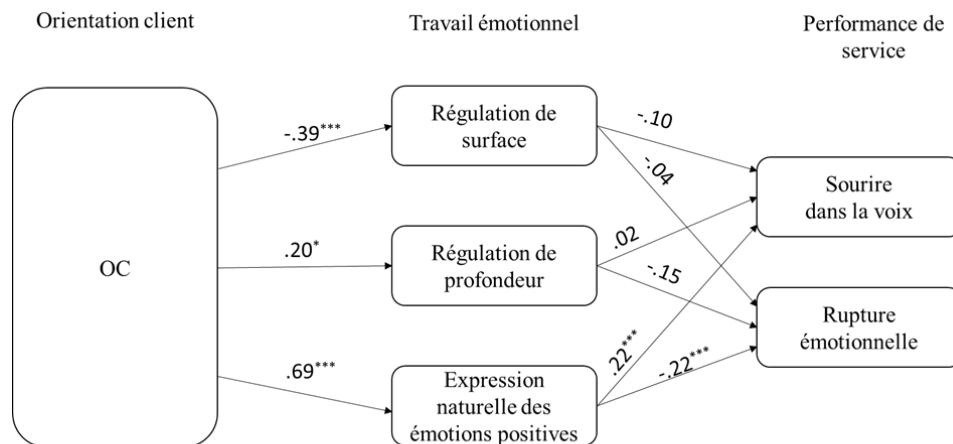 Orientation client
Travail émotionnel
Performance de
service
OC
-.39***
.20*
.69***
Régulation de
surface
Régulation de
profondeur
Expression
naturelle des
émotions positives
-.10
-.04
.02
-.15
.22***
-.22***
Sourire
dans la voix
Rupture
émotionnelle